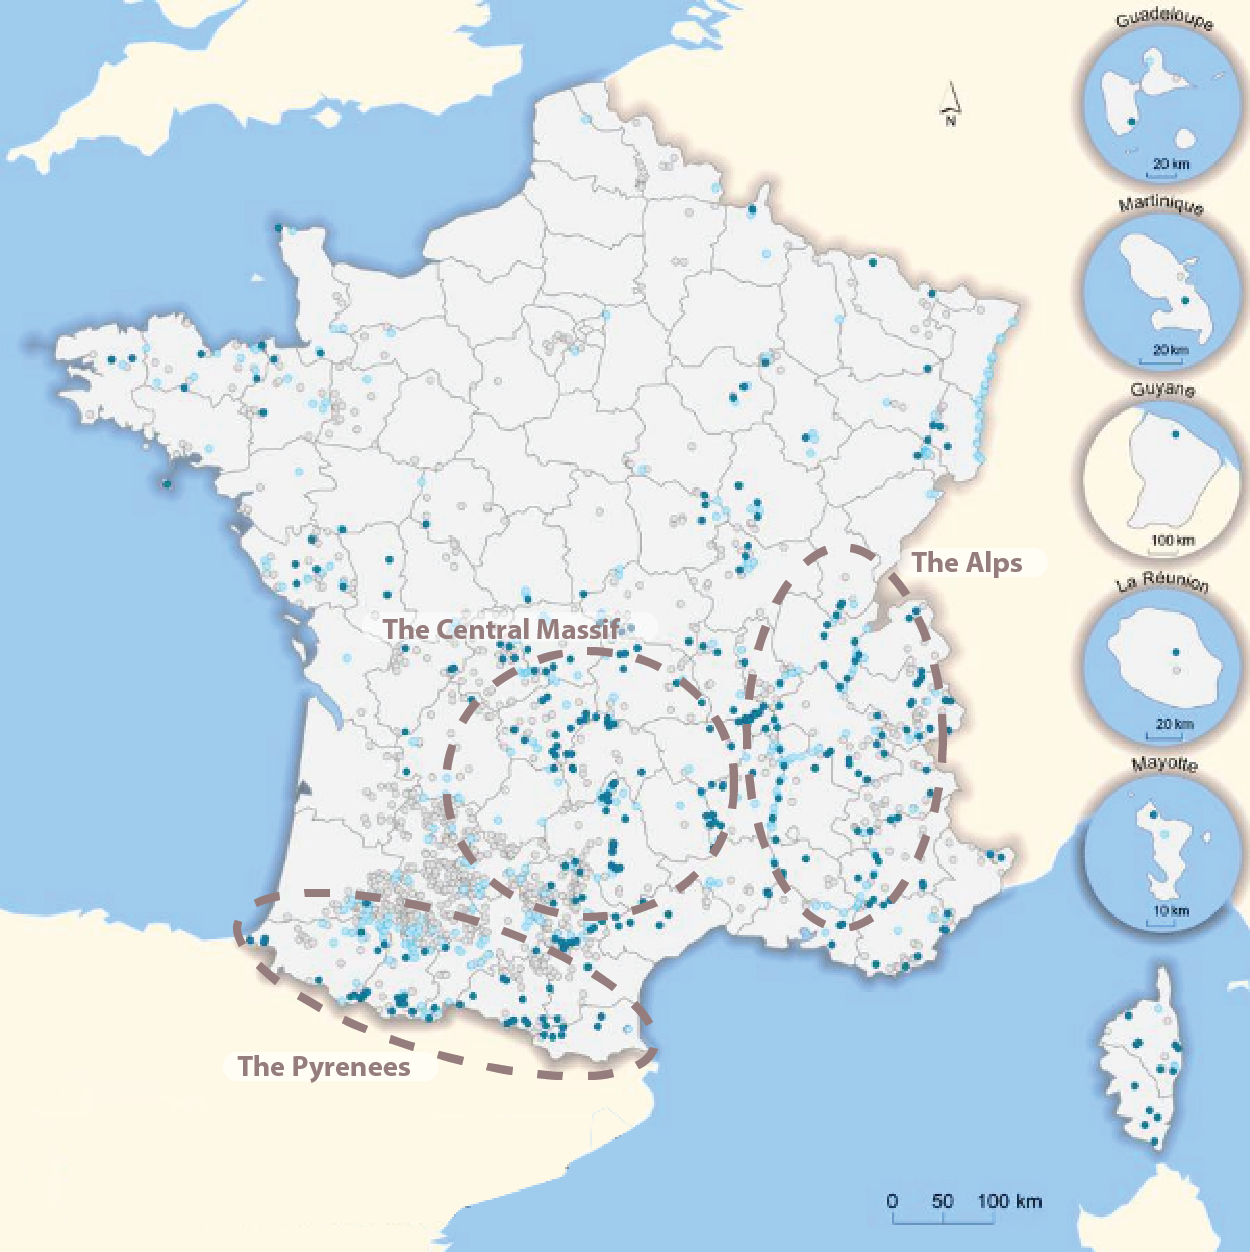 Guadeloupe
20 km
N
Martinique
20 km
Guyane
100 km
La Réunion
20 km
Mayotte
10 km
The Alps
The Central Massif
The Pyrenees
0 50 100 km